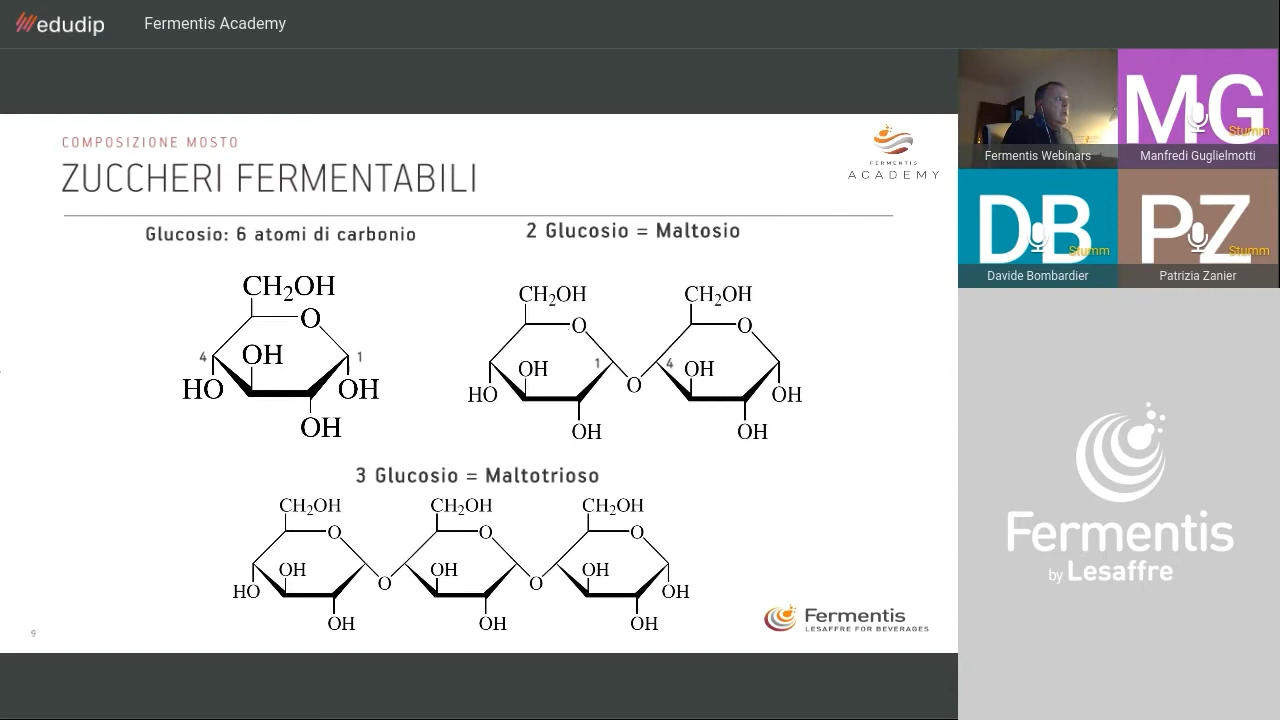 edudip
Fermentis Academy
COMPOSIZIONE MOSTO
ZUCCHERI FERMENTABILI
FERMENTIS
ACADEMY
Glucosio: 6 atomi di carbonio
2 Glucosio = Maltosio
CH₂OH
O
4
OH
1
HO
OH
OH
CH₂OH
CH₂OH
O
O
OH
1
4
OH
HO
O
OH
OH
OH
3 Glucosio = Maltotrioso
CH₂OH
CH₂OH
CH₂OH
O
O
O
OH
OH
OH
HO
O
O
OH
OH
OH
OH
9
Fermentis
LESAFFRE FOR BEVERAGES
Fermentis Webinars
MG
Stumm
Manfredi Guglielmotti
DB
Stumm
Davide Bombardier
PZ
Stumm
Patrizia Zanier
Fermentis
by Lesaffre